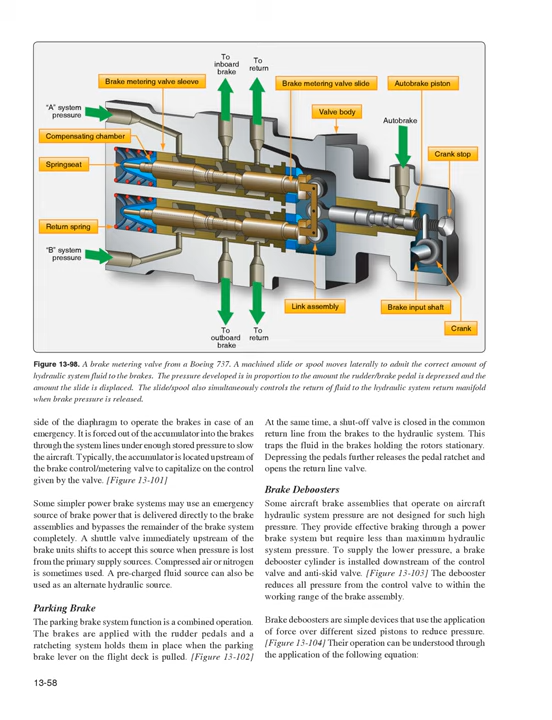 To
inboard
brake
To
return
Brake metering valve sleeve
Brake metering valve slide
Autobrake piston
"A" system
pressure
Valve body
Autobrake
Compensating chamber
Crank stop
Springseat
Return spring
"B" system
pressure
Link assembly
Brake input shaft
Crank
To
outboard
brake
To
return
Figure 13-98. A brake metering valve from a Boeing 737. A machined slide or spool moves laterally to admit the correct amount of
hydraulic system fluid to the brakes. The pressure developed is in proportion to the amount the rudder/brake pedal is depressed and the
amount the slide is displaced. The slide/spool also simultaneously controls the return of fluid to the hydraulic system return manifold
when brake pressure is released.
side of the diaphragm to operate the brakes in case of an
emergency. It is forced out of the accumulator into the brakes
through the system lines under enough stored pressure to slow
the aircraft. Typically, the accumulator is located upstream of
the brake control/metering valve to capitalize on the control
given by the valve. [Figure 13-101]
Some simpler power brake systems may use an emergency
source of brake power that is delivered directly to the brake
assemblies and bypasses the remainder of the brake system
completely. A shuttle valve immediately upstream of the
brake units shifts to accept this source when pressure is lost
from the primary supply sources. Compressed air or nitrogen
is sometimes used. A pre-charged fluid source can also be
used as an alternate hydraulic source.
Parking Brake
The parking brake system function is a combined operation.
The brakes are applied with the rudder pedals and a
ratcheting system holds them in place when the parking
brake lever on the flight deck is pulled. [Figure 13-102]
At the same time, a shut-off valve is closed in the common
return line from the brakes to the hydraulic system. This
traps the fluid in the brakes holding the rotors stationary.
Depressing the pedals further releases the pedal ratchet and
opens the return line valve.
Brake Deboosters
Some aircraft brake assemblies that operate on aircraft
hydraulic system pressure are not designed for such high
pressure. They provide effective braking through a power
brake system but require less than maximum hydraulic
system pressure. To supply the lower pressure, a brake
debooster cylinder is installed downstream of the control
valve and anti-skid valve. [Figure 13-103] The debooster
reduces all pressure from the control valve to within the
working range of the brake assembly.
Brake deboosters are simple devices that use the application
of force over different sized pistons to reduce pressure.
[Figure 13-104] Their operation can be understood through
the application of the following equation:
13-58